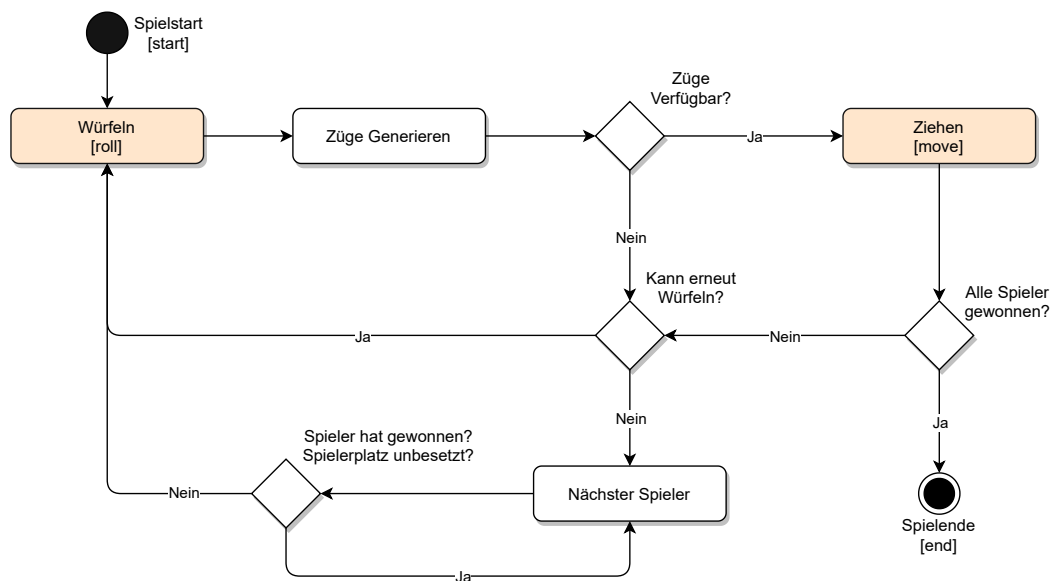 Spielstart
[start]
Züge
Verfügbar?
Würfeln
[roll]
Züge Generieren
Ja
Ziehen
[move]
Nein
Kann erneut
Würfeln?
Alle Spieler
gewonnen?
Ja
Nein
Nein
Ja
Spieler hat gewonnen?
Spielerplatz unbesetzt?
Nein
Nächster Spieler
Spielende
[end]
Ja